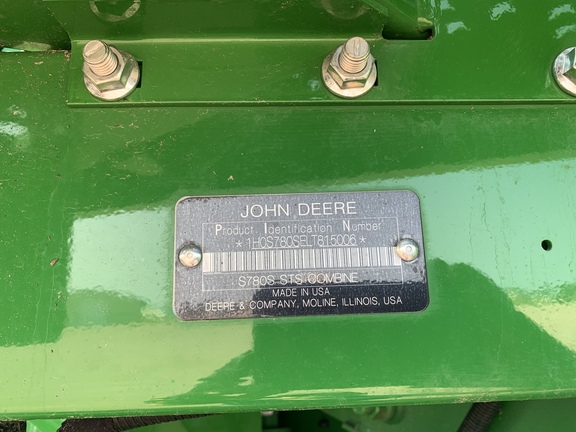 JOHN DEERE
Product Identification Number
*1H0S780SELT815006*
S780S STS COMBINE
MADE IN USA
DEERE & COMPANY, MOLINE, ILLINOIS, USA